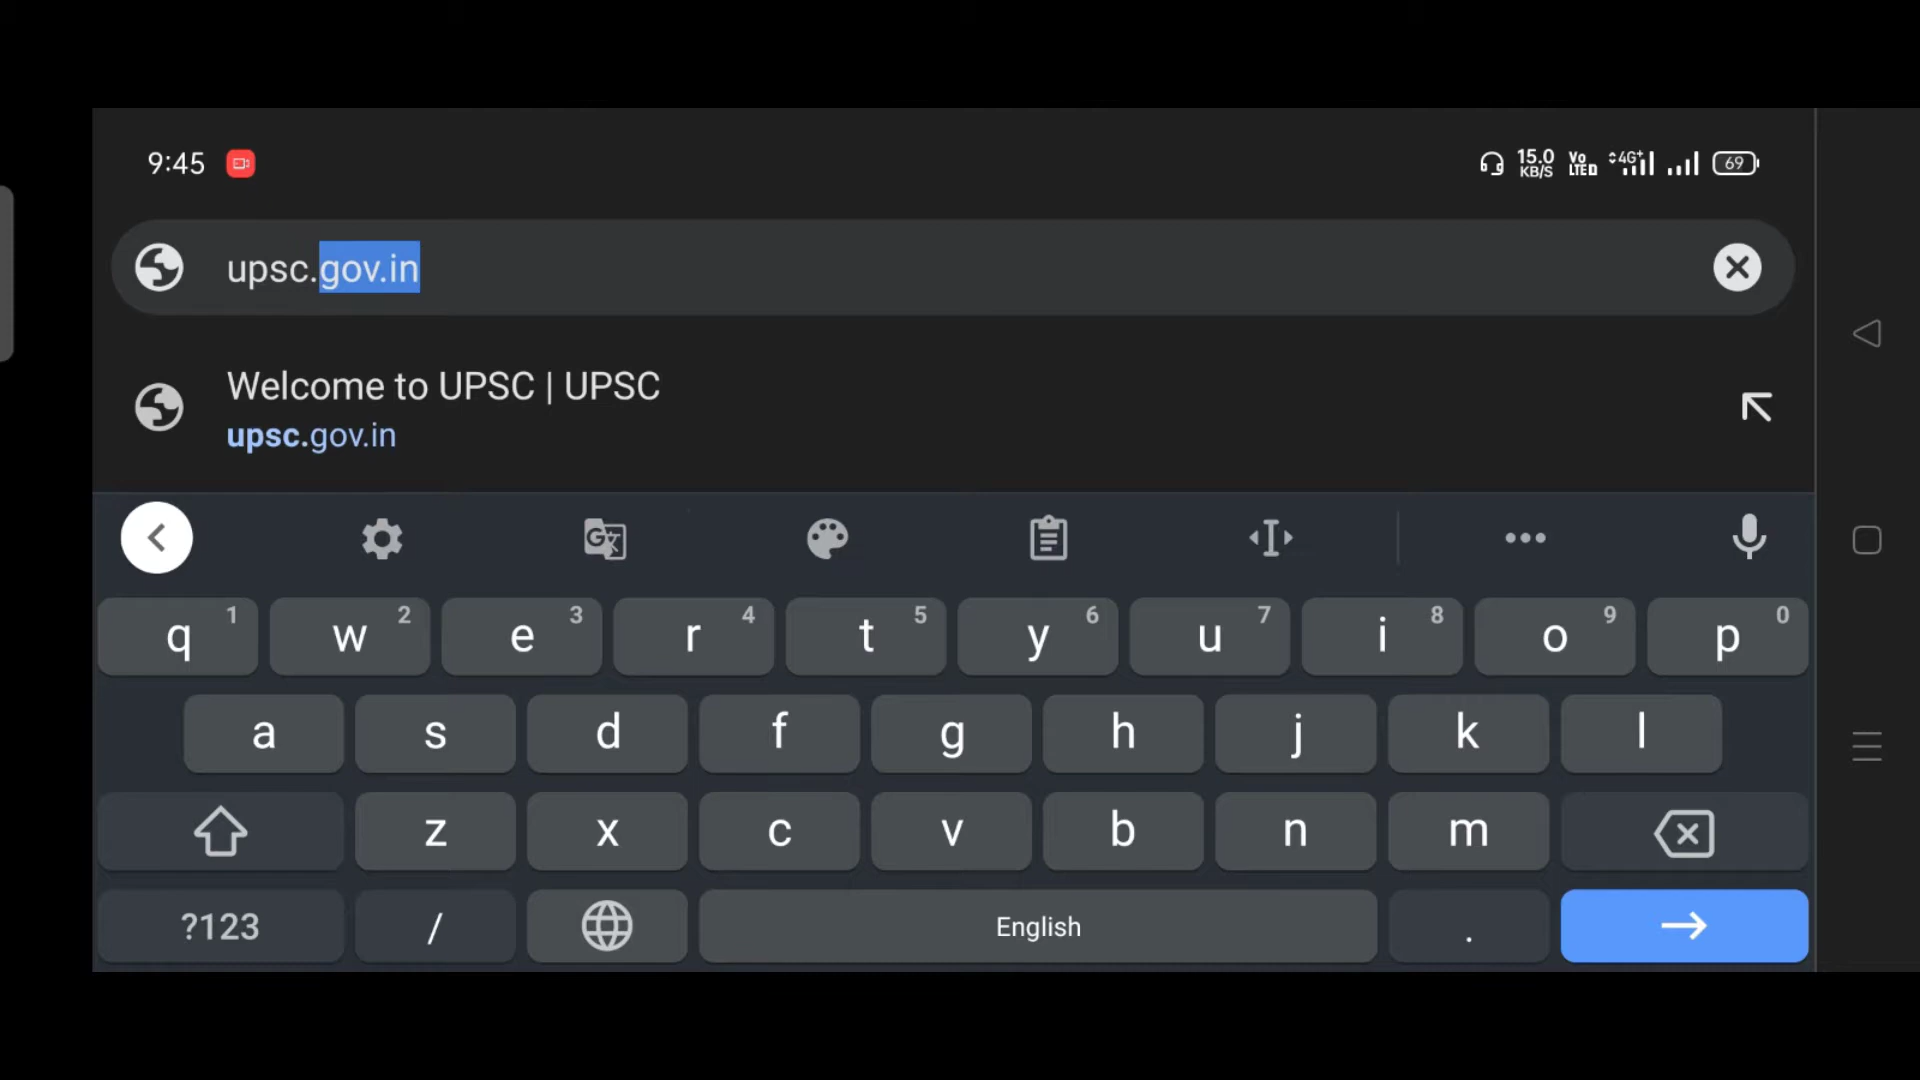 9:45
15.0
KB/S
Vo
LTE
4G+
69
upsc.gov.in
Welcome to UPSC | UPSC
upsc.gov.in
q 1 w 2 e 3 r 4 t 5 y 6 u 7 i 8 o 9 p 0
a s d f g h j k l
z x c v b n m
?123 / English .